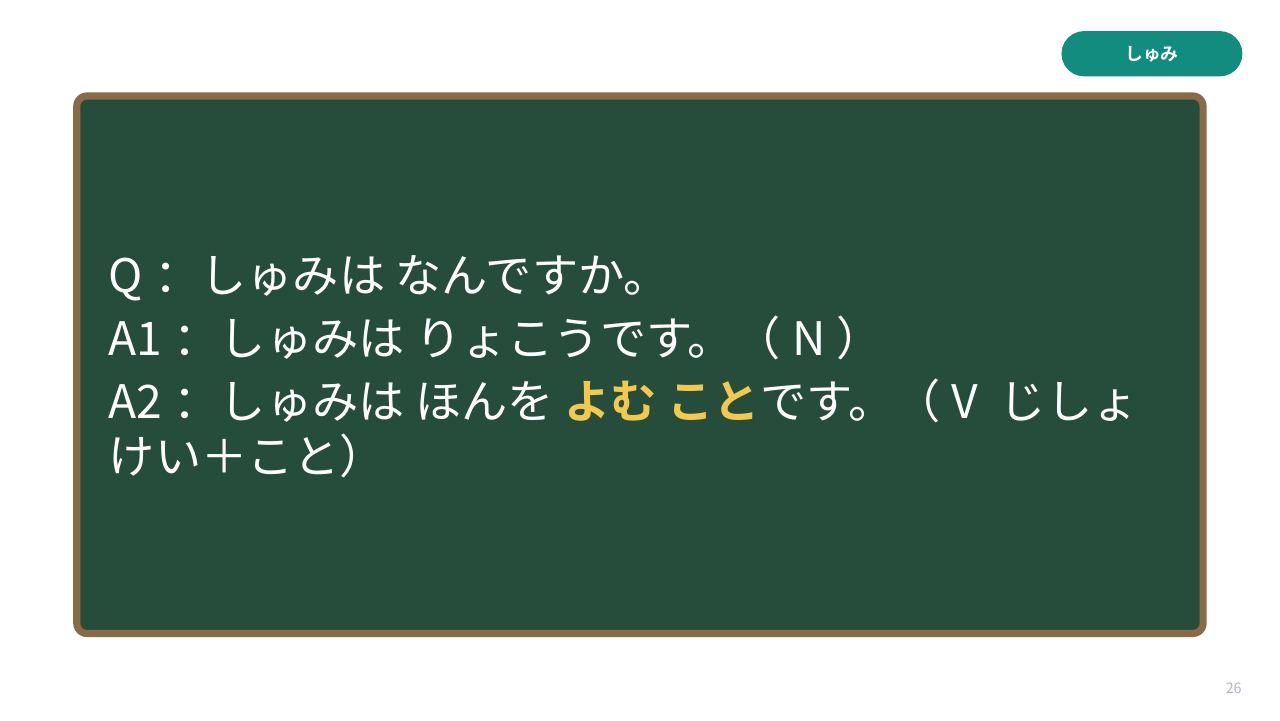 しゅみ
Q： しゅみは なんですか。
A1： しゅみは りょこうです。（ N ）
A2： しゅみは ほんを よむ ことです。（ V じしょ
けい＋こと）
26